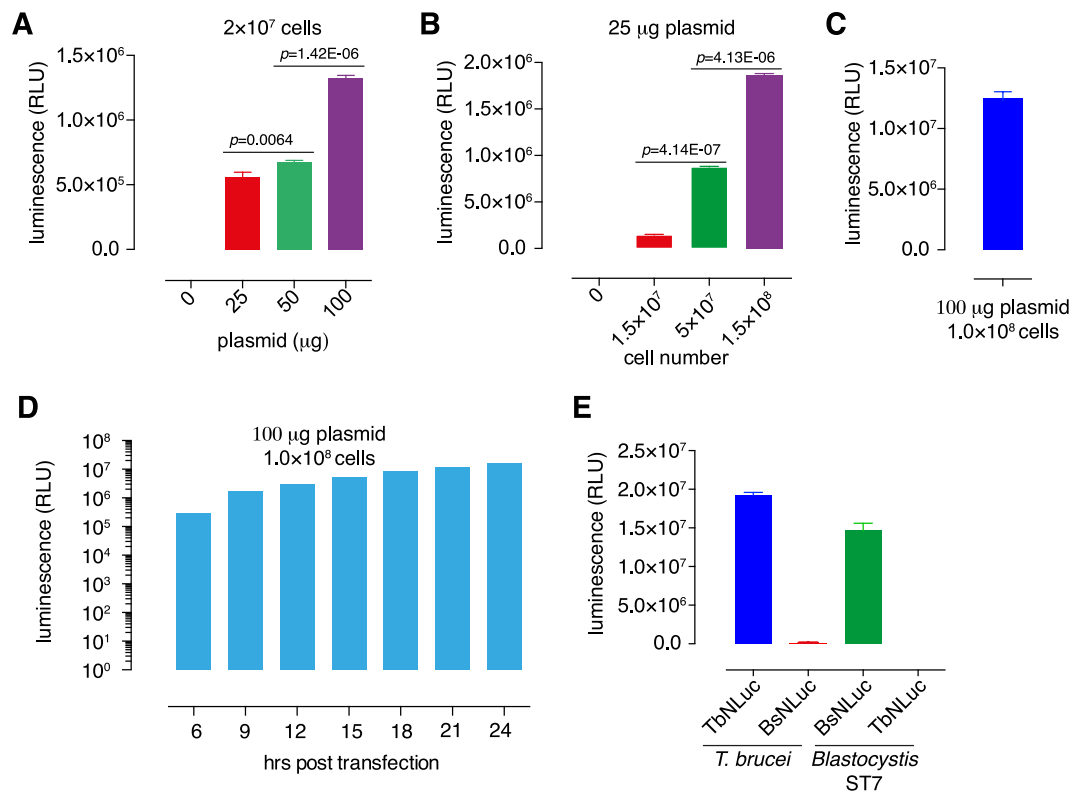 A
2×10⁷ cells
luminescence (RLU)
1.5×10⁶
1.0×10⁶
5.0×10⁵
0.0
p=1.42E-06
p=0.0064
0
25
50
100
plasmid (μg)
B
25 μg plasmid
luminescence (RLU)
2.0×10⁶
1.5×10⁶
1.0×10⁶
5.0×10⁶
0.0
p=4.13E-06
p=4.14E-07
0
1.5×10⁷
5×10⁷
1.5×10⁸
cell number
C
luminescence (RLU)
1.5×10⁷
1.0×10⁷
5.0×10⁶
0.0
100 μg plasmid
1.0×10⁸ cells
D
100 μg plasmid
1.0×10⁸ cells
luminescence (RLU)
10⁸
10⁷
10⁶
10⁵
10⁴
10³
10²
10¹
10⁰
6
9
12
15
18
21
24
hrs post transfection
E
luminescence (RLU)
2.5×10⁷
2.0×10⁷
1.5×10⁷
5.0×10⁶
0.0
TbNLuc
BsNLuc
BsNLuc
TbNLuc
T. brucei
Blastocystis
ST7